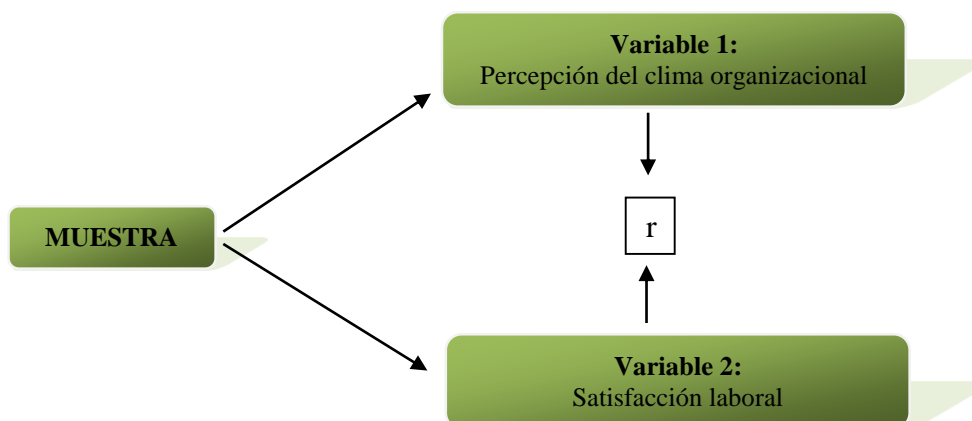 Variable 1:
Percepción del clima organizacional
MUESTRA
r
Variable 2:
Satisfacción laboral